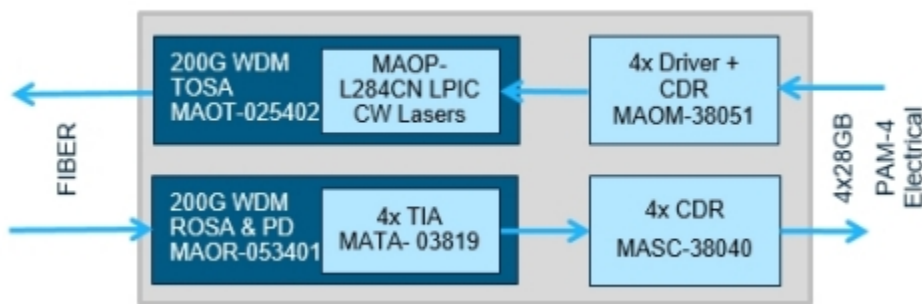 200G WDM
TOSA
MAOT-025402
MAOP-
L284CN LPIC
CW Lasers
4x Driver +
CDR
MAOM-38051
FIBER
4x28GB
PAM-4
Electrical
200G WDM
ROSA & PD
MAOR-053401
4x TIA
MATA- 03819
4x CDR
MASC-38040